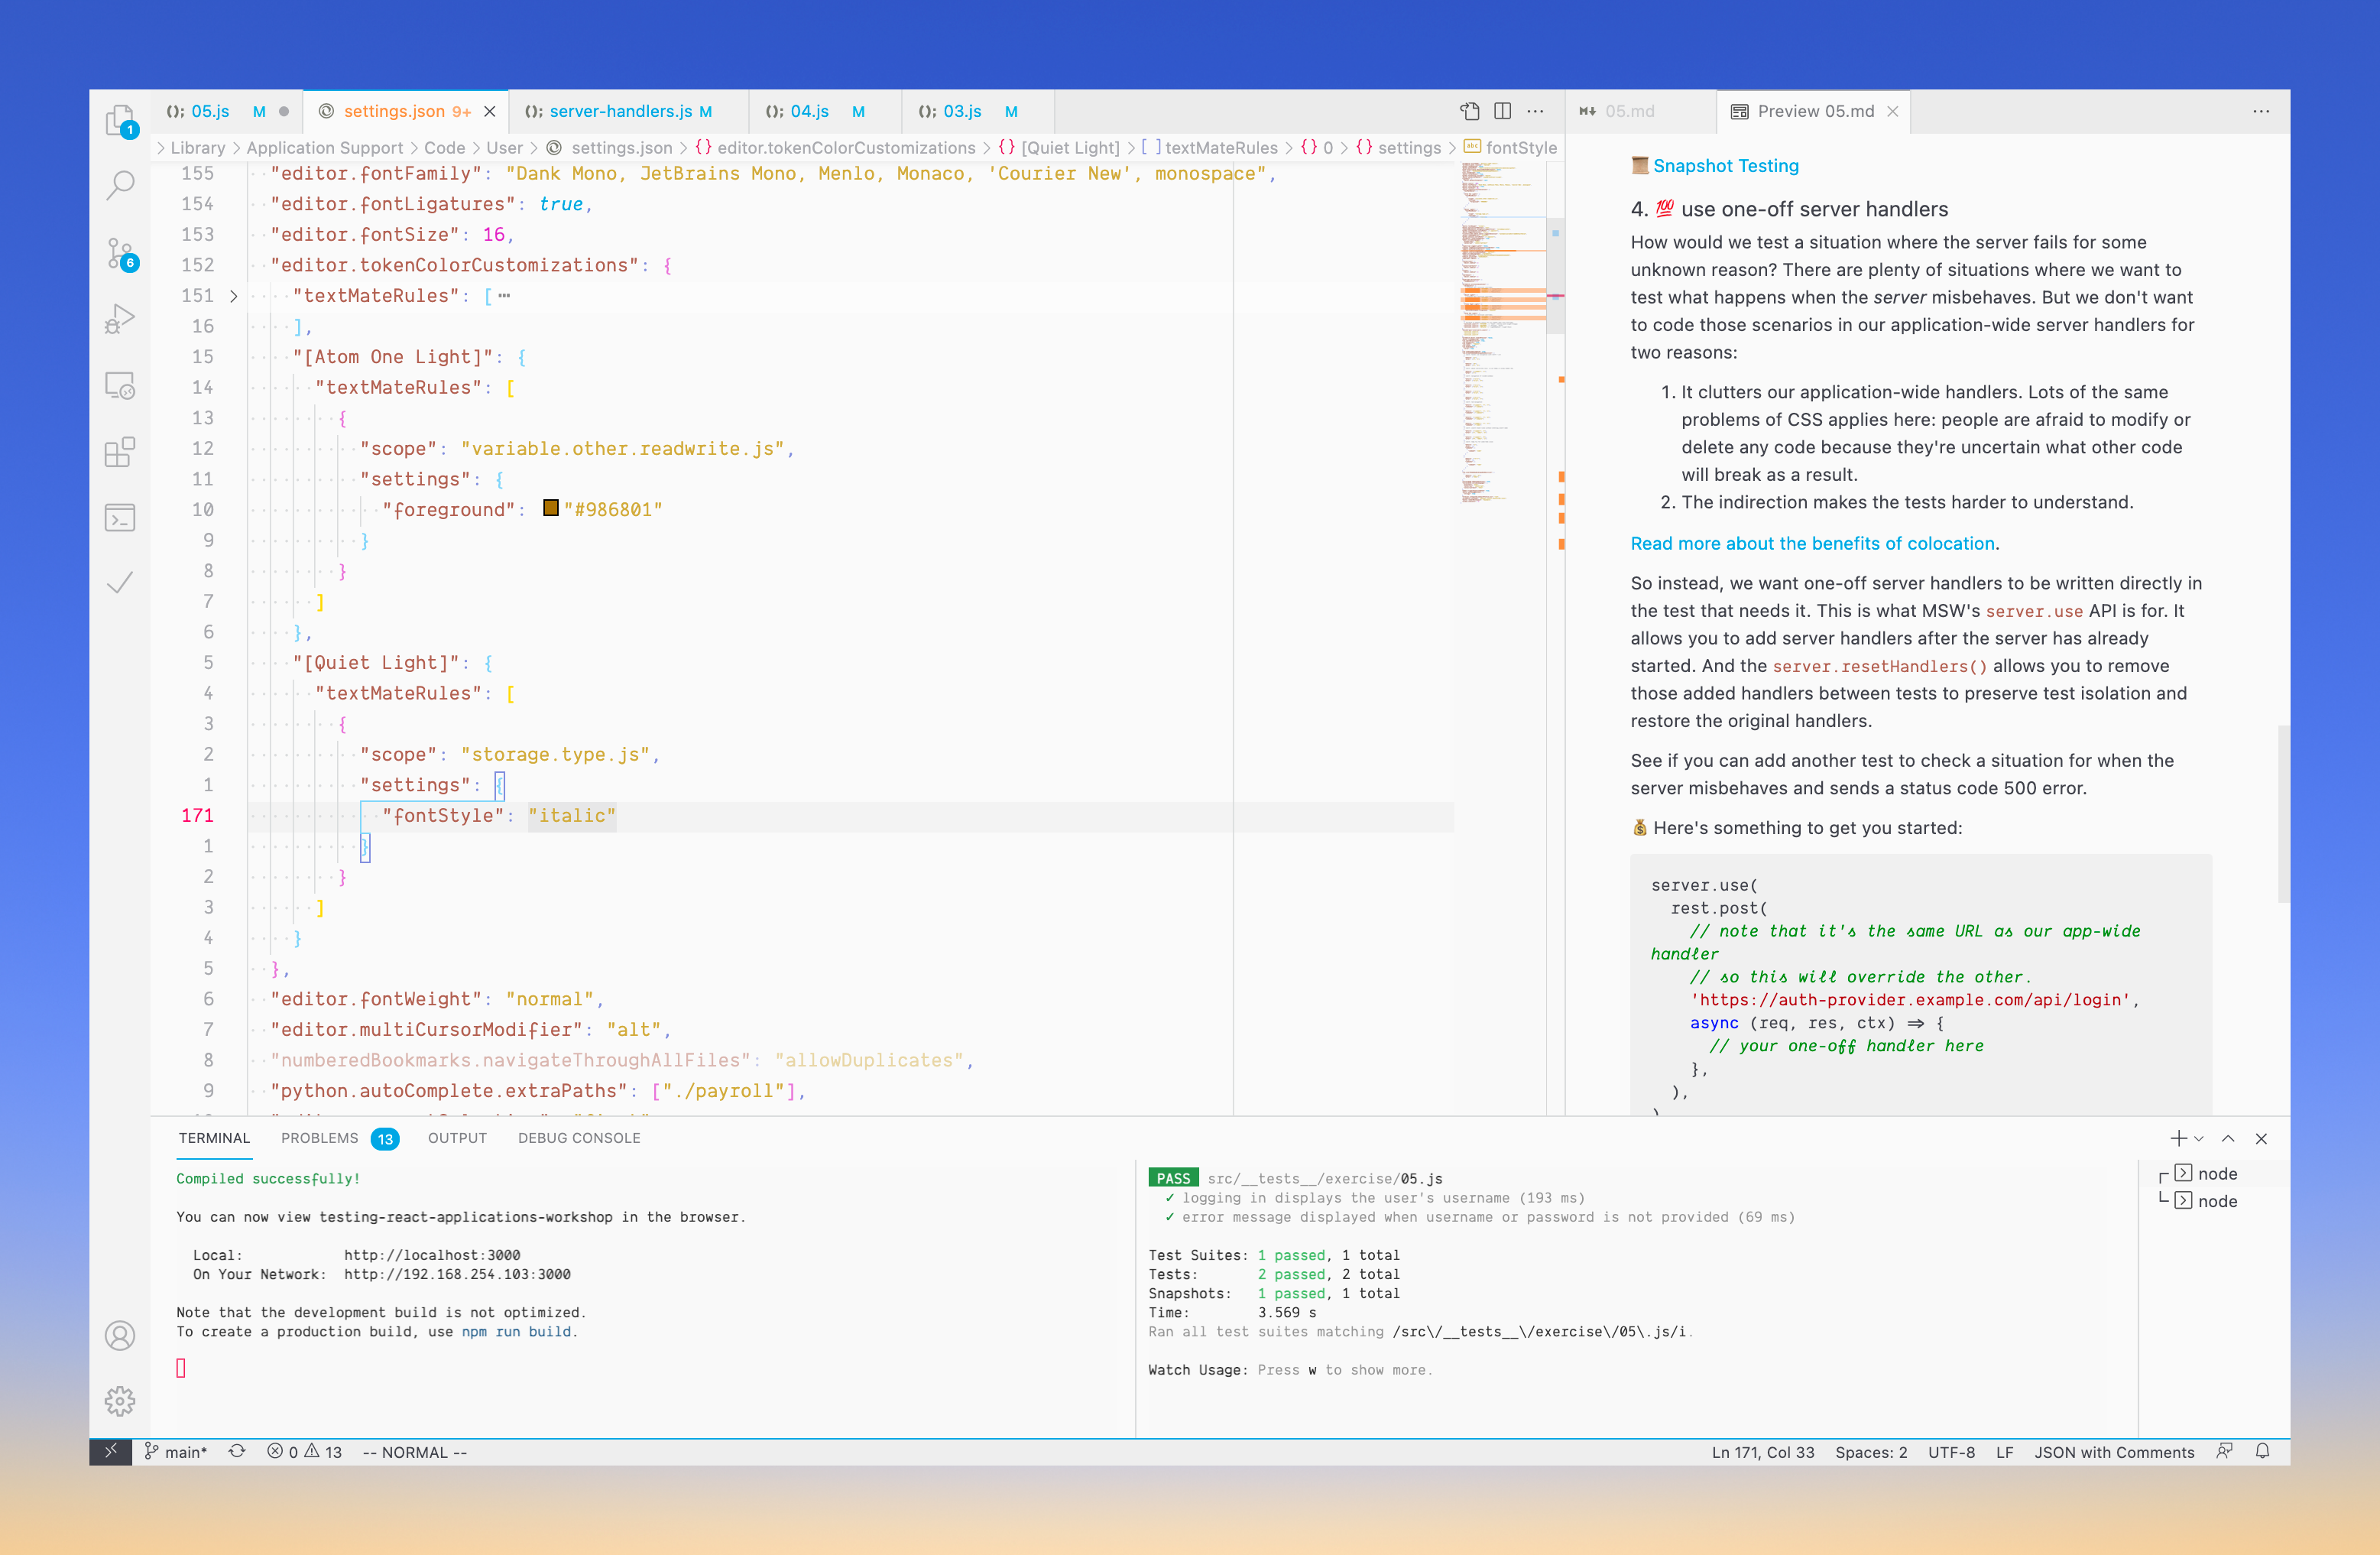 (); 05.js M
settings.json 9+
(); server-handlers.js M
(); 04.js M
(); 03.js M
05.md
Preview 05.md
Library > Application Support > Code > User > settings.json > {} editor.tokenColorCustomizations > {} [Quiet Light] > [ ] textMateRules > {} 0 > {} settings > abc fontStyle
1
6
155 "editor.fontFamily": "Dank Mono, JetBrains Mono, Menlo, Monaco, 'Courier New', monospace",
154 "editor.fontLigatures": true,
153 "editor.fontSize": 16,
152 "editor.tokenColorCustomizations": {
151 "textMateRules": [ ⋯
16 ],
15 "[Atom One Light]": {
14 "textMateRules": [
13 {
12 "scope": "variable.other.readwrite.js",
11 "settings": {
10 "foreground": "#986801"
9 }
8 }
7 ]
6 },
5 "[Quiet Light]": {
4 "textMateRules": [
3 {
2 "scope": "storage.type.js",
1 "settings": {
171 "fontStyle": "italic"
1 }
2 }
3 ]
4 }
5 },
6 "editor.fontWeight": "normal",
7 "editor.multiCursorModifier": "alt",
8 "numberedBookmarks.navigateThroughAllFiles": "allowDuplicates",
9 "python.autoComplete.extraPaths": ["./payroll"],
📜 Snapshot Testing
4. 💯 use one-off server handlers
How would we test a situation where the server fails for some
unknown reason? There are plenty of situations where we want to
test what happens when the server misbehaves. But we don't want
to code those scenarios in our application-wide server handlers for
two reasons:
1. It clutters our application-wide handlers. Lots of the same
problems of CSS applies here: people are afraid to modify or
delete any code because they're uncertain what other code
will break as a result.
2. The indirection makes the tests harder to understand.
Read more about the benefits of colocation.
So instead, we want one-off server handlers to be written directly in
the test that needs it. This is what MSW's server.use API is for. It
allows you to add server handlers after the server has already
started. And the server.resetHandlers() allows you to remove
those added handlers between tests to preserve test isolation and
restore the original handlers.
See if you can add another test to check a situation for when the
server misbehaves and sends a status code 500 error.
💰 Here's something to get you started:
server.use(
rest.post(
// note that it's the same URL as our app-wide
handler
// so this will override the other.
'https://auth-provider.example.com/api/login',
async (req, res, ctx) => {
// your one-off handler here
},
),
)
TERMINAL PROBLEMS 13 OUTPUT DEBUG CONSOLE
Compiled successfully!
You can now view testing-react-applications-workshop in the browser.
Local: http://localhost:3000
On Your Network: http://192.168.254.103:3000
Note that the development build is not optimized.
To create a production build, use npm run build.
PASS src/__tests__/exercise/05.js
✓ logging in displays the user's username (193 ms)
✓ error message displayed when username or password is not provided (69 ms)
Test Suites: 1 passed, 1 total
Tests: 2 passed, 2 total
Snapshots: 1 passed, 1 total
Time: 3.569 s
Ran all test suites matching /src\/__tests__\/exercise\/05\.js/i.
Watch Usage: Press w to show more.
node
node
main* 0 13 -- NORMAL --
Ln 171, Col 33 Spaces: 2 UTF-8 LF JSON with Comments